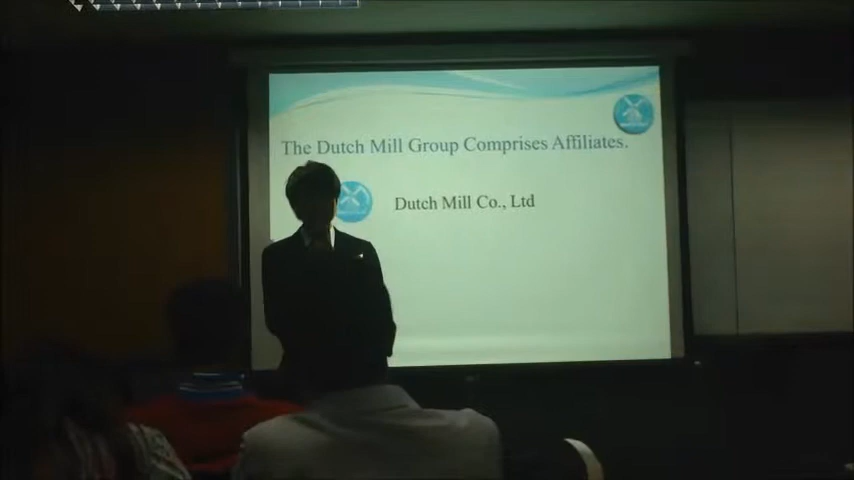 The Dutch Mill Group Comprises Affiliates.
Dutch Mill Co., Ltd